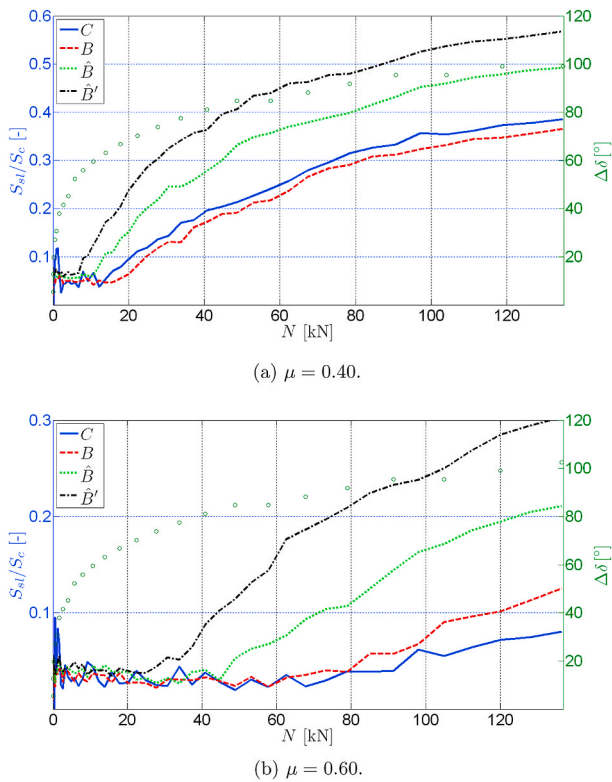 0.6
0.5
0.4
0.3
0.2
0.1
S_sl/S_c [-]
C
B
B̂
B̂′
120
100
80
60
40
20
Δδ [°]
0 20 40 60 80 100 120
N [kN]
(a) μ = 0.40.
0.3
0.2
0.1
S_sl/S_c [-]
C
B
B̂
B̂′
120
100
80
60
40
20
Δδ [°]
0 20 40 60 80 100 120
N [kN]
(b) μ = 0.60.